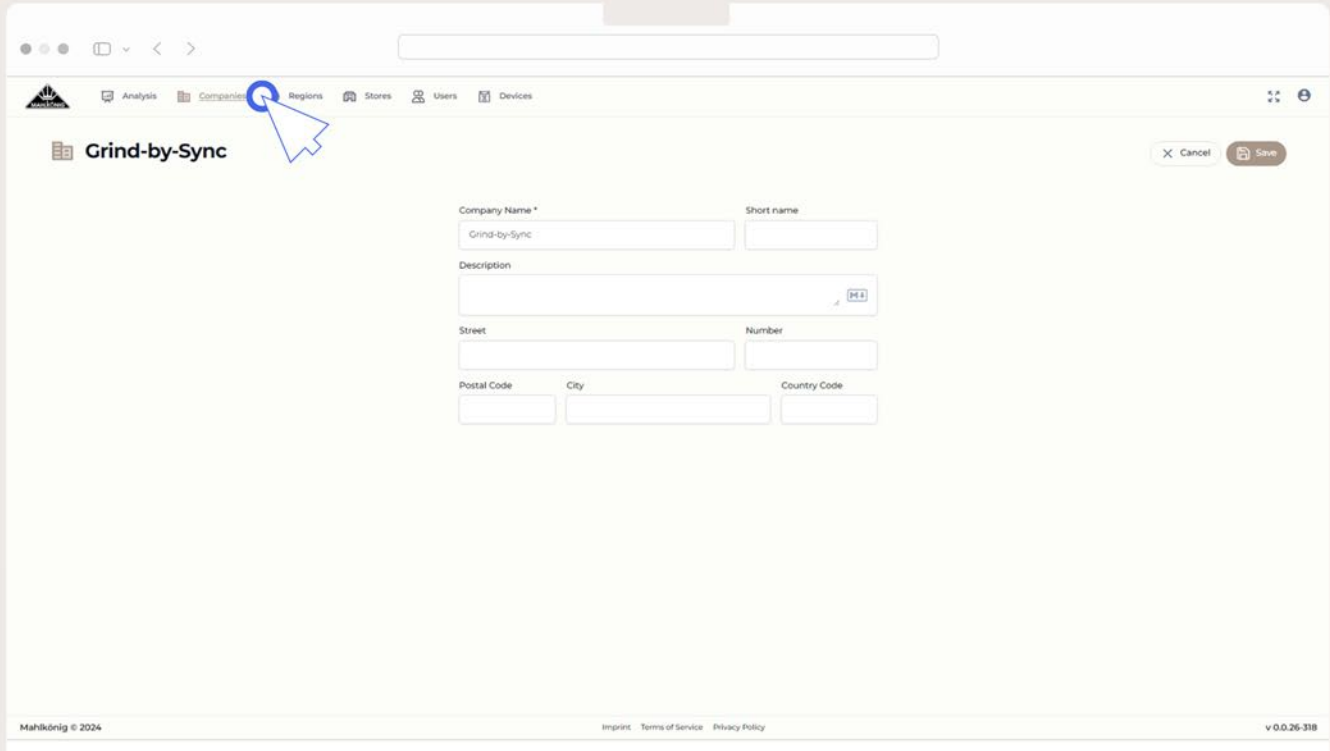 MAHLKÖNIG Analysis Companies Regions Stores Users Devices
Grind-by-Sync
Cancel Save
Company Name * Short name
Grind-by-Sync
Description
M
Street Number
Postal Code City Country Code
Mahlkönig © 2024 Imprint Terms of Service Privacy Policy v 0.0.26-318